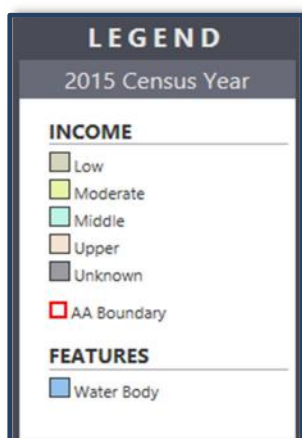 LEGEND
2015 Census Year
INCOME
Low
Moderate
Middle
Upper
Unknown
AA Boundary
FEATURES
Water Body